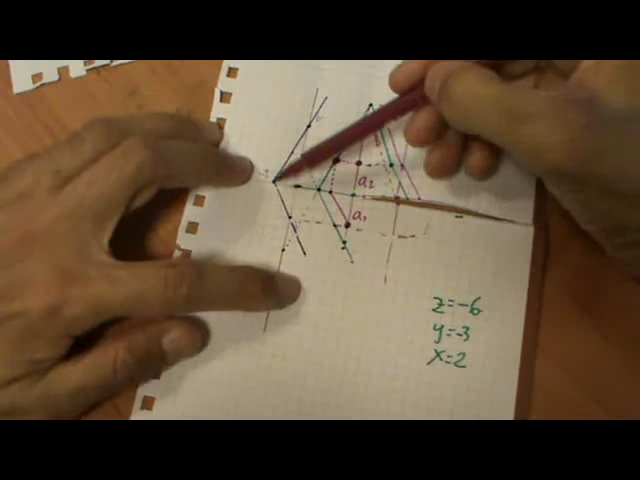 a₂
a₁
z=-6
y=-3
x=2